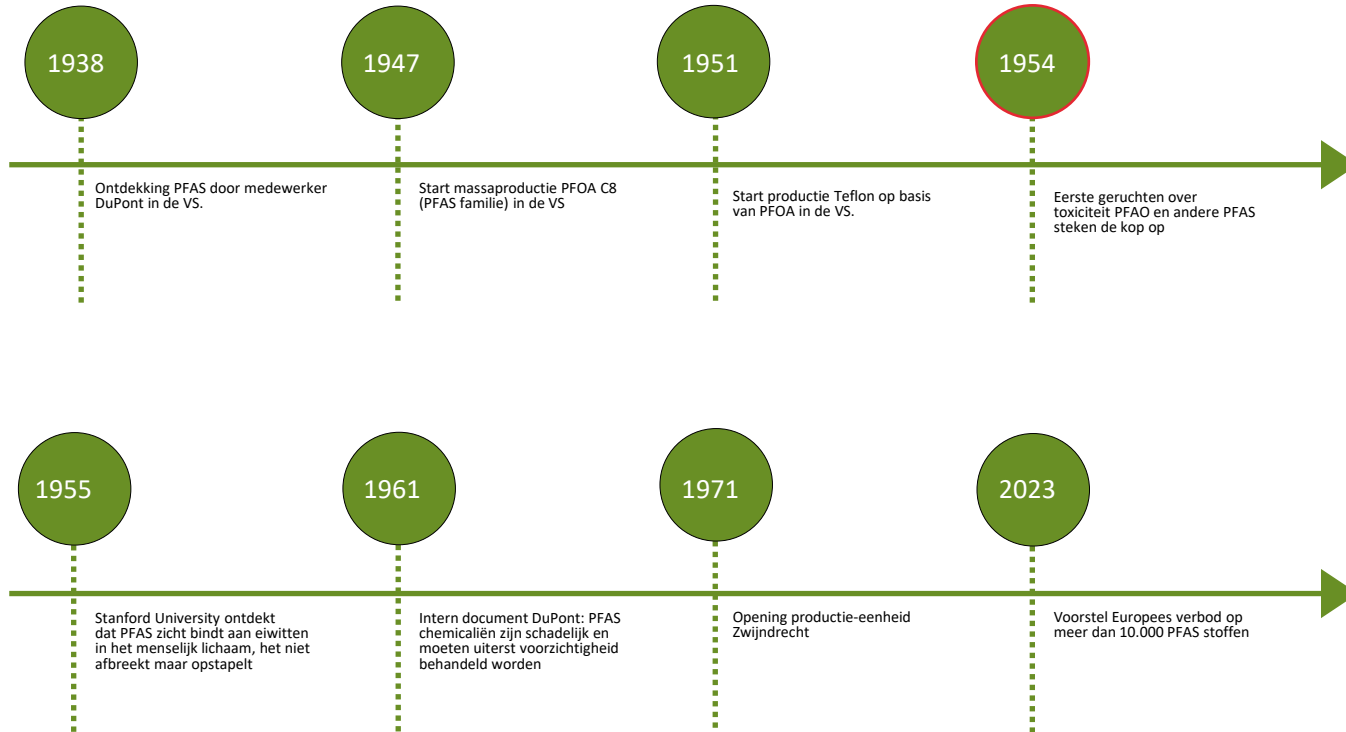 1938
1947
1951
1954
Ontdekking PFAS door medewerker
DuPont in de VS.
Start massaproductie PFOA C8
(PFAS familie) in de VS
Start productie Teflon op basis
van PFOA in de VS.
Eerste geruchten over
toxiciteit PFAO en andere PFAS
steken de kop op
1955
1961
1971
2023
Stanford University ontdekt
dat PFAS zicht bindt aan eiwitten
in het menselijk lichaam, het niet
afbreekt maar opstapelt
Intern document DuPont: PFAS
chemicaliën zijn schadelijk en
moeten uiterst voorzichtigheid
behandeld worden
Opening productie-eenheid
Zwijndrecht
Voorstel Europees verbod op
meer dan 10.000 PFAS stoffen